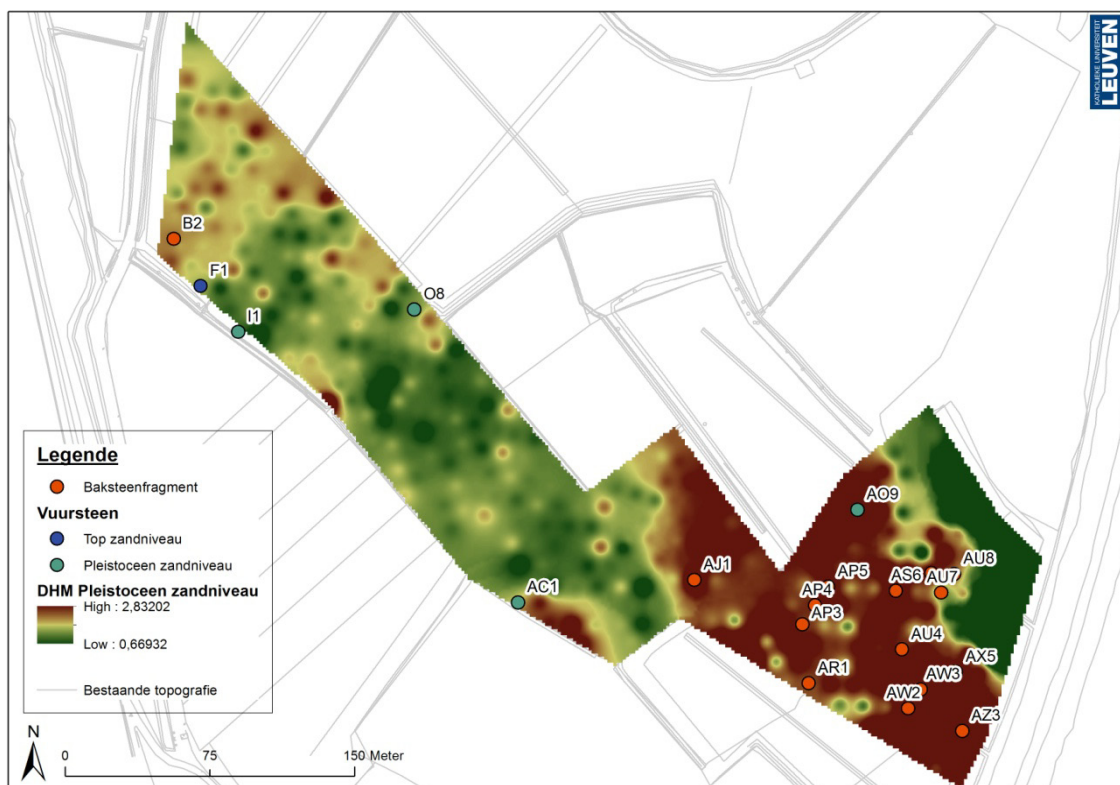 KATHOLIEKE UNIVERSITEIT
LEUVEN
B2
F1
I1
O8
AC1
AJ1
AO9
AP5
AP4
AP3
AS6
AU7
AU8
AU4
AX5
AR1
AW3
AW2
AZ3
Legende
Baksteenfragment
Vuursteen
Top zandniveau
Pleistoceen zandniveau
DHM Pleistoceen zandniveau
High : 2,83202
Low : 0,66932
Bestaande topografie
N
0 75 150 Meter